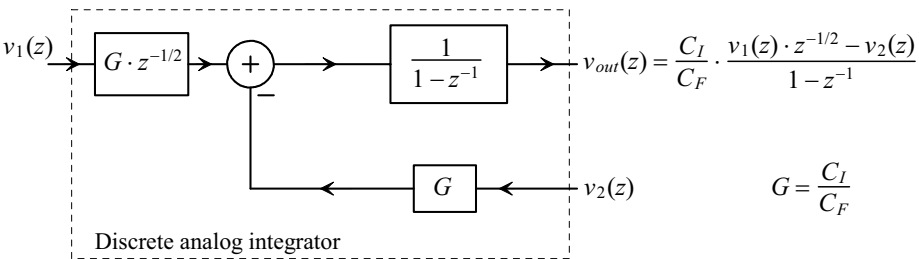 v₁(z)
G · z⁻¹/²
+
−
1
1 − z⁻¹
v_out(z) = C_I/C_F · (v₁(z) · z⁻¹/² − v₂(z))/(1 − z⁻¹)
G
v₂(z)
G = C_I/C_F
Discrete analog integrator